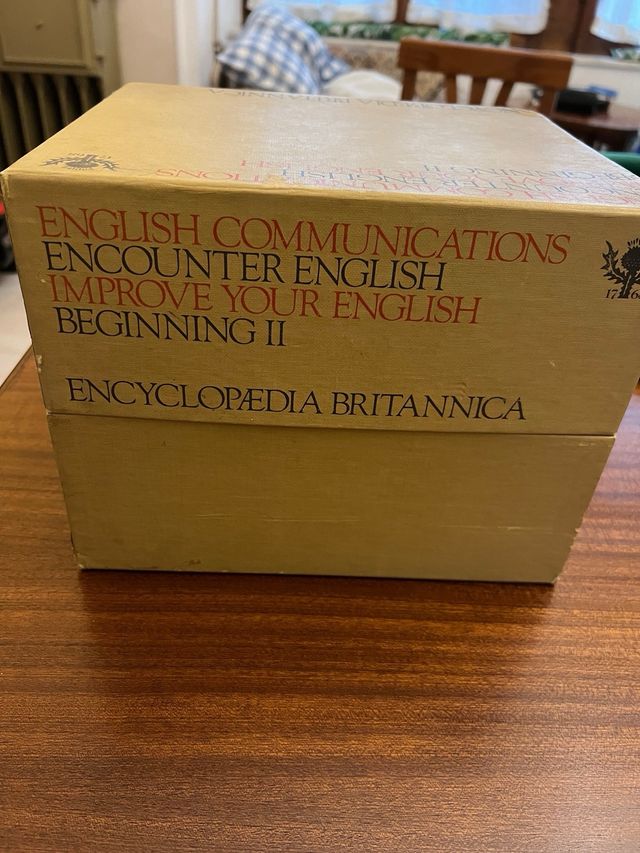 ENGLISH COMMUNICATIONS
ENCOUNTER ENGLISH
IMPROVE YOUR ENGLISH
BEGINNING II
ENCYCLOPÆDIA BRITANNICA